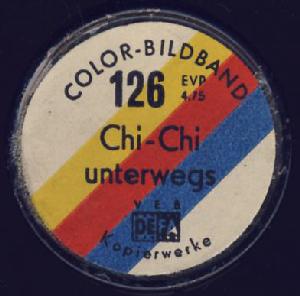 COLOR-BILDBAND
126 EVP
4.75
Chi-Chi
unterwegs
VEB
DEFA
Kopierwerke